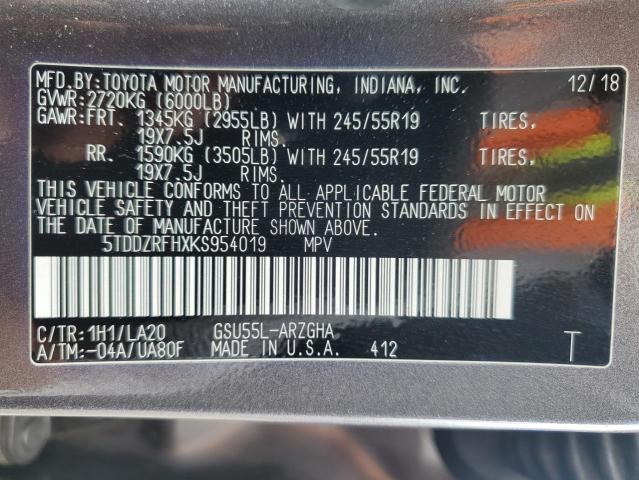 MFD.BY:TOYOTA MOTOR MANUFACTURING, INDIANA, INC. 12/18
GVWR:2720KG (6000LB)
GAWR:FRT. 1345KG (2955LB) WITH 245/55R19 TIRES,
19X7.5J RIMS.
RR. 1590KG (3505LB) WITH 245/55R19 TIRES,
19X7.5J RIMS.
THIS VEHICLE CONFORMS TO ALL APPLICABLE FEDERAL MOTOR
VEHICLE SAFETY AND THEFT PREVENTION STANDARDS IN EFFECT ON
THE DATE OF MANUFACTURE SHOWN ABOVE.
5TDDZRFHXKS954019 MPV
C/TR:1H1/LA20 GSU55L-ARZGHA
A/TM:-04A/UA80F MADE IN U.S.A. 412 T